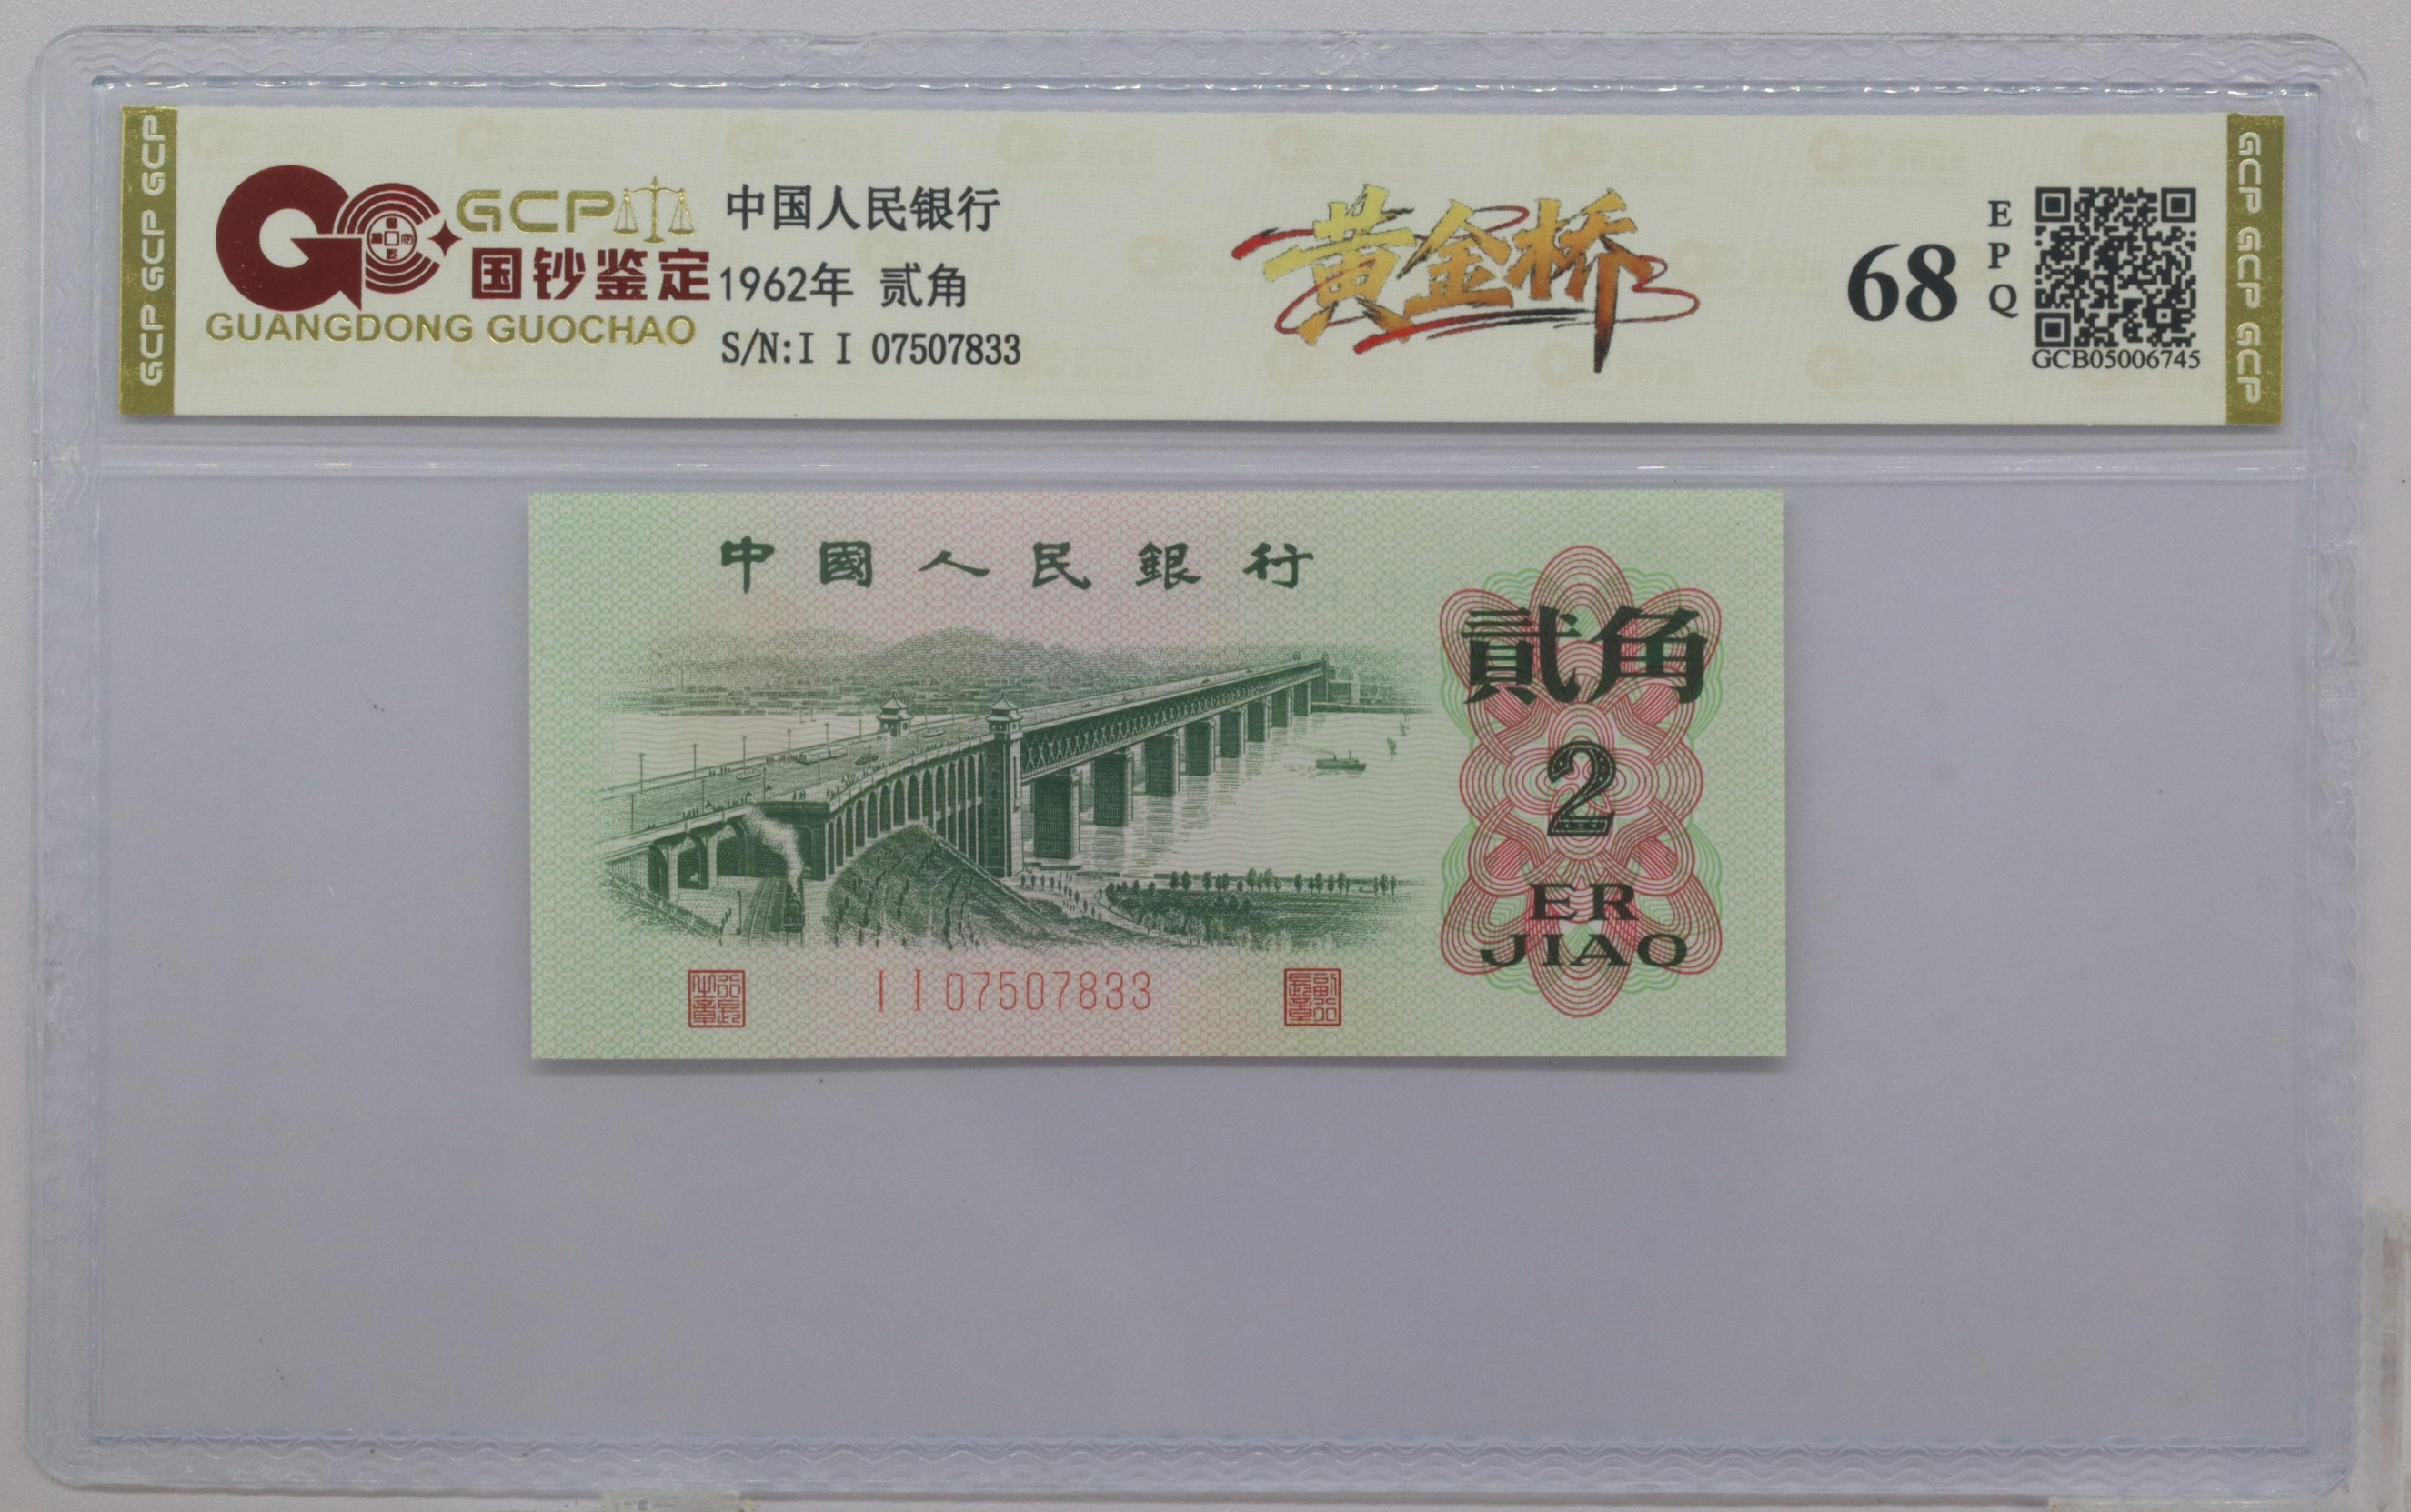 GCP GCP GCP
GCP
国钞鉴定
GUANGDONG GUOCHAO
中国人民银行
1962年 贰角
S/N:I I 07507833
黄金桥
68
EPQ
GCB05006745
GCP GCP GCP
中國人民銀行
貳角
2
ER
JIAO
I I 07507833